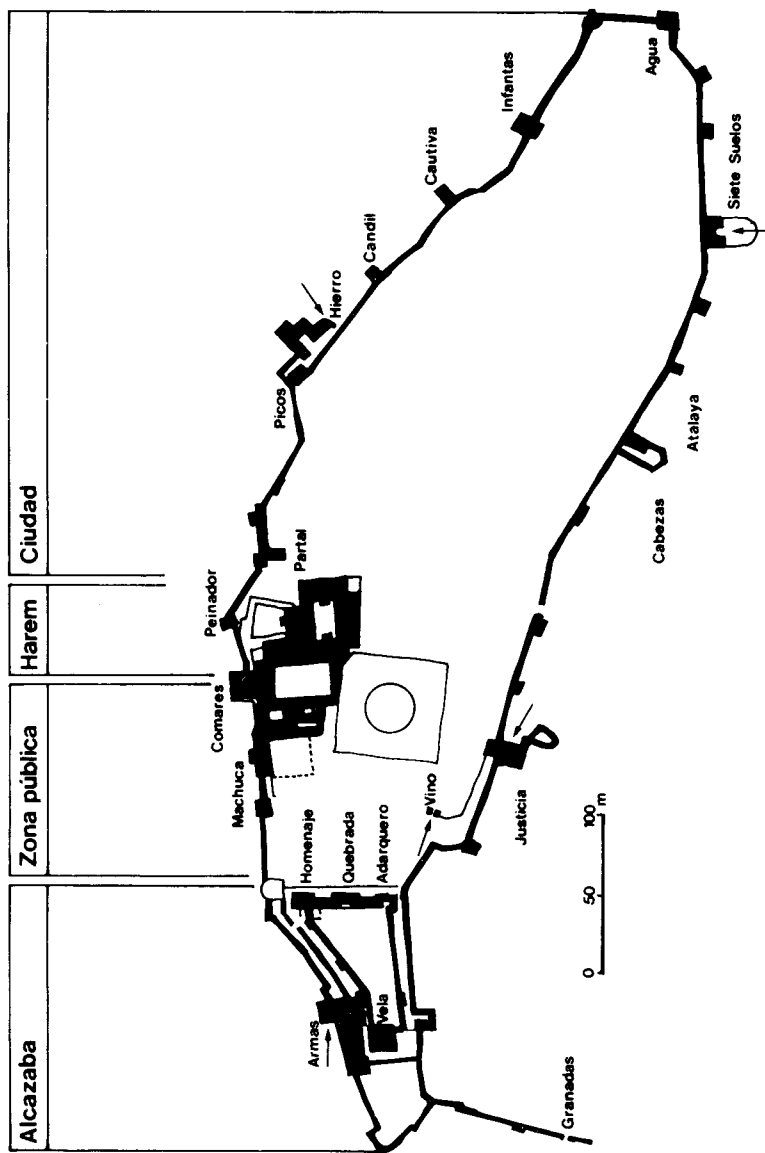 Alcazaba
Zona pública
Harem
Ciudad
Armas
Vela
Homenaje
Quebrada
Adarquero
Machuca
Comares
Peinador
Partal
Picos
Hierro
Candil
Cautiva
Infantas
Agua
Siete Suelos
Atalaya
Cabezas
Justicia
Vino
Granadas
0 50 100 m